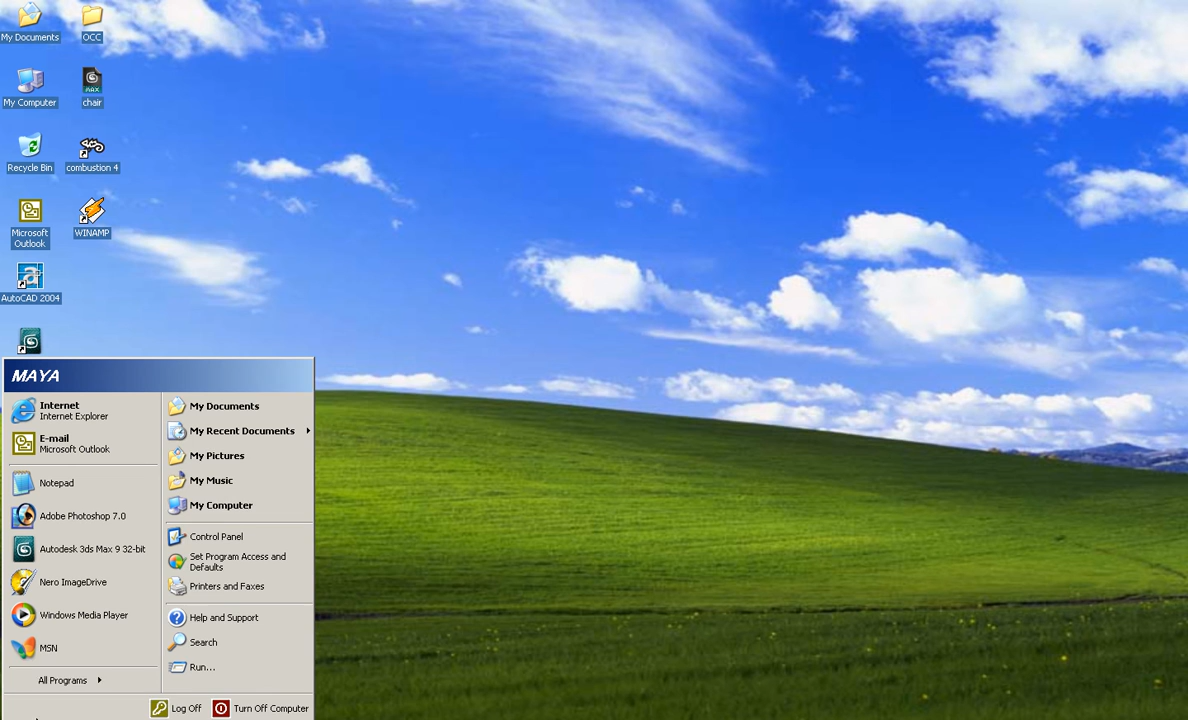 My Documents
OCC
My Computer
chair
Recycle Bin
combustion 4
Microsoft
Outlook
WINAMP
AutoCAD 2004
MAX
MAYA
Internet
Internet Explorer
E-mail
Microsoft Outlook
Notepad
Adobe Photoshop 7.0
Autodesk 3ds Max 9 32-bit
Nero ImageDrive
Windows Media Player
MSN
All Programs
My Documents
My Recent Documents
My Pictures
My Music
My Computer
Control Panel
Set Program Access and
Defaults
Printers and Faxes
Help and Support
Search
Run...
Log Off
Turn Off Computer